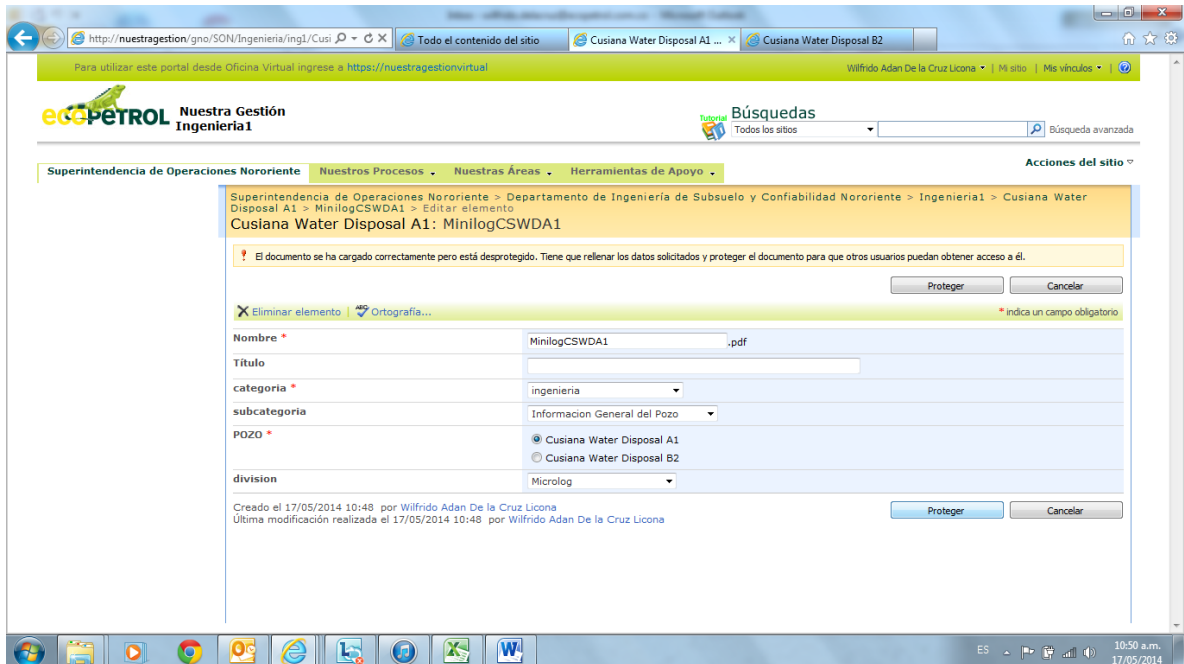 http://nuestragestion/gno/SON/Ingenieria/ing1/Cusi
Todo el contenido del sitio
Cusiana Water Disposal A1 ...
Cusiana Water Disposal B2
Para utilizar este portal desde Oficina Virtual ingrese a https://nuestragestionvirtual
Wilfrido Adan De la Cruz Licona | Mi sitio | Mis vínculos
ecoPETROL
Nuestra Gestión
Ingenieria1
Tutorial
Búsquedas
Todos los sitios
Búsqueda avanzada
Superintendencia de Operaciones Nororiente Nuestros Procesos Nuestras Áreas Herramientas de Apoyo
Acciones del sitio
Superintendencia de Operaciones Nororiente > Departamento de Ingeniería de Subsuelo y Confiabilidad Nororiente > Ingenieria1 > Cusiana Water
Disposal A1 > MinilogCSWDA1 > Editar elemento
Cusiana Water Disposal A1: MinilogCSWDA1
El documento se ha cargado correctamente pero está desprotegido. Tiene que rellenar los datos solicitados y proteger el documento para que otros usuarios puedan obtener acceso a él.
Proteger Cancelar
Eliminar elemento | ABC Ortografía...
* indica un campo obligatorio
Nombre * MinilogCSWDA1 .pdf
Título
categoria * ingenieria
subcategoria Informacion General del Pozo
POZO * Cusiana Water Disposal A1
Cusiana Water Disposal B2
division Microlog
Creado el 17/05/2014 10:48 por Wilfrido Adan De la Cruz Licona
Última modificación realizada el 17/05/2014 10:48 por Wilfrido Adan De la Cruz Licona
Proteger Cancelar
ES
10:50 a.m.
17/05/2014